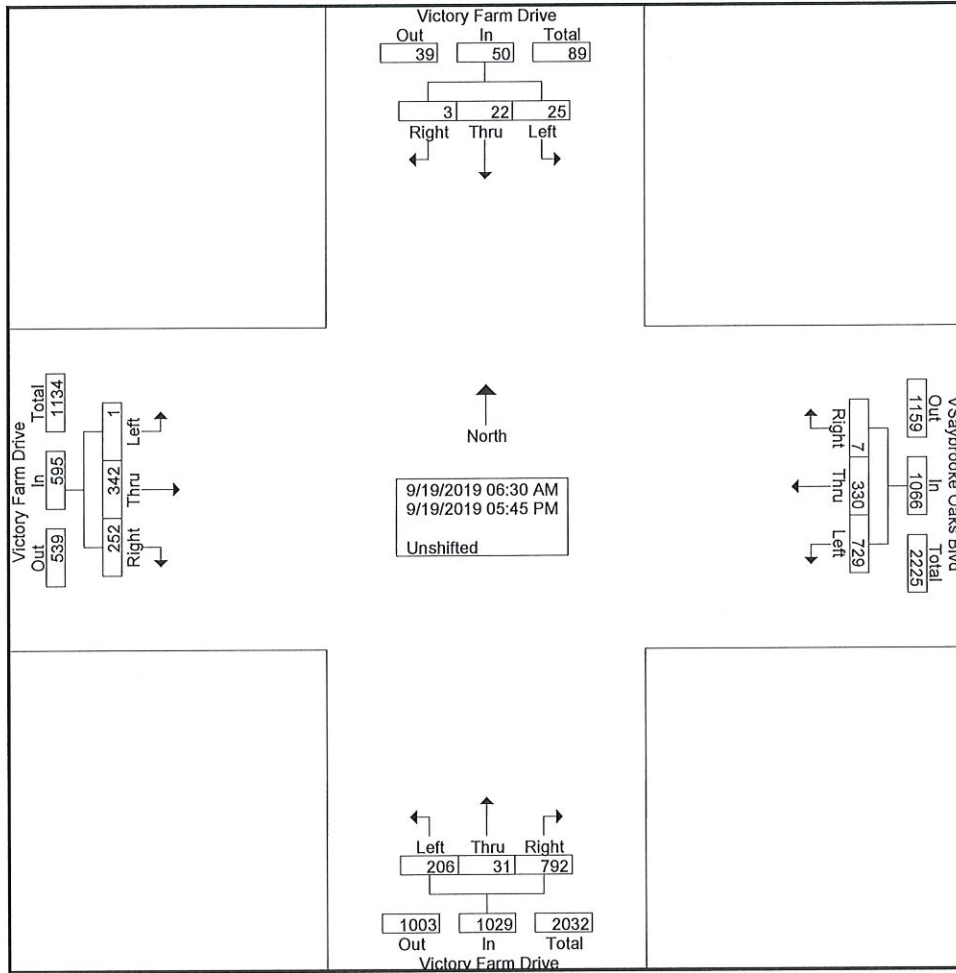 Victory Farm Drive
Out In Total
39 50 89
3 22 25
Right Thru Left
Victory Farm Drive
Total In Out
1134 595 539
1 342 252
Left Thru Right
North
9/19/2019 06:30 AM
9/19/2019 05:45 PM
Unshifted
Right Thru Left
7 330 729
Out In Total
1159 1066 2225
VSaybrooke Oaks Blvd
Left Thru Right
206 31 792
1003 1029 2032
Out In Total
Victory Farm Drive